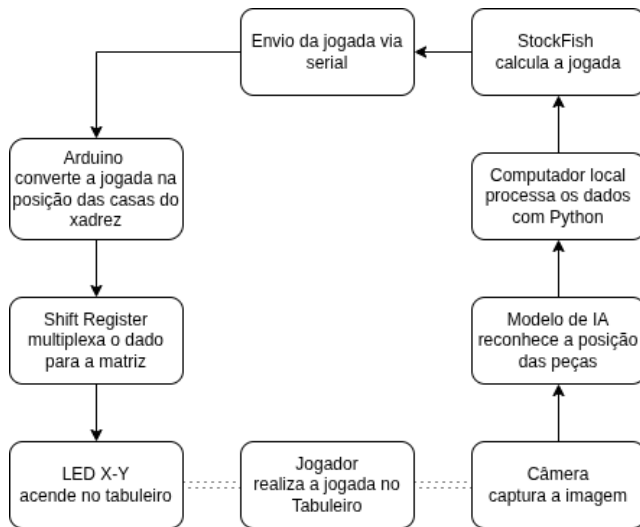 Envio da jogada via
serial
StockFish
calcula a jogada
Arduino
converte a jogada na
posição das casas do
xadrez
Computador local
processa os dados
com Python
Shift Register
multiplexa o dado
para a matriz
Modelo de IA
reconhece a posição
das peças
LED X-Y
acende no tabuleiro
Jogador
realiza a jogada no
Tabuleiro
Câmera
captura a imagem